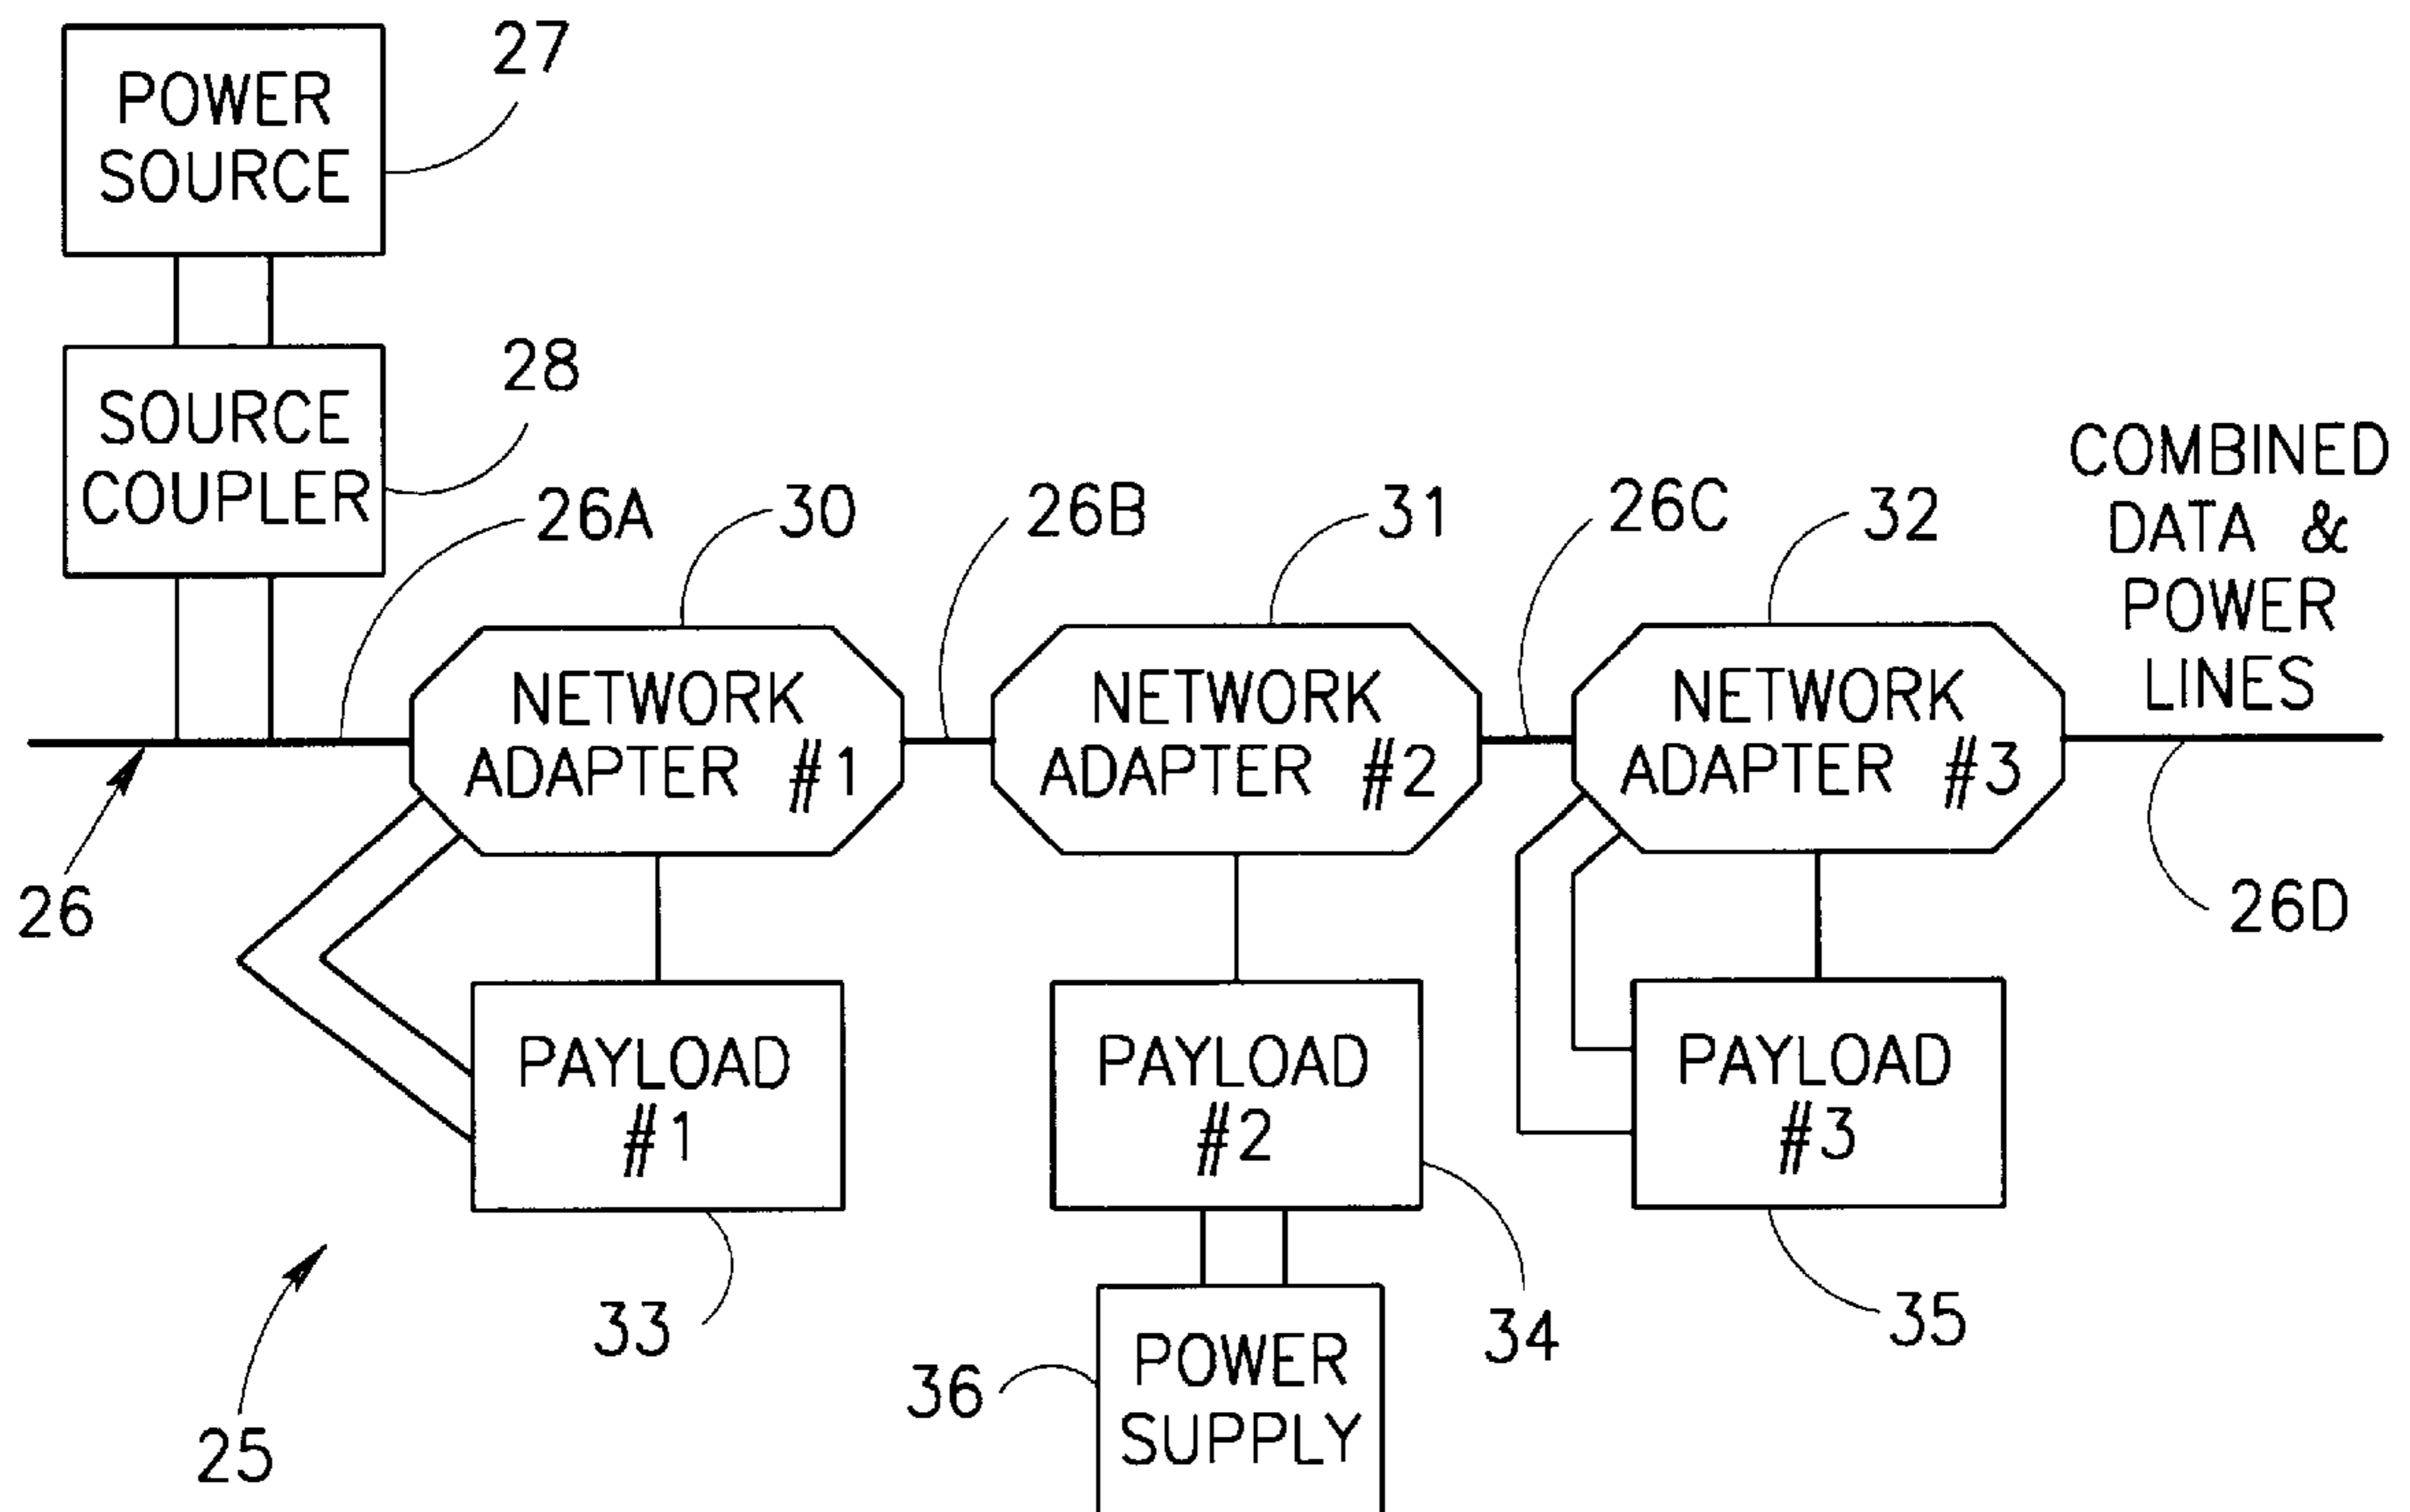 POWER
SOURCE
27
SOURCE
COUPLER
28
26A
30
26B
31
26C
32
COMBINED
DATA &
POWER
LINES
NETWORK
ADAPTER #1
NETWORK
ADAPTER #2
NETWORK
ADAPTER #3
26
26D
PAYLOAD
#1
PAYLOAD
#2
PAYLOAD
#3
33
34
35
36
POWER
SUPPLY
25